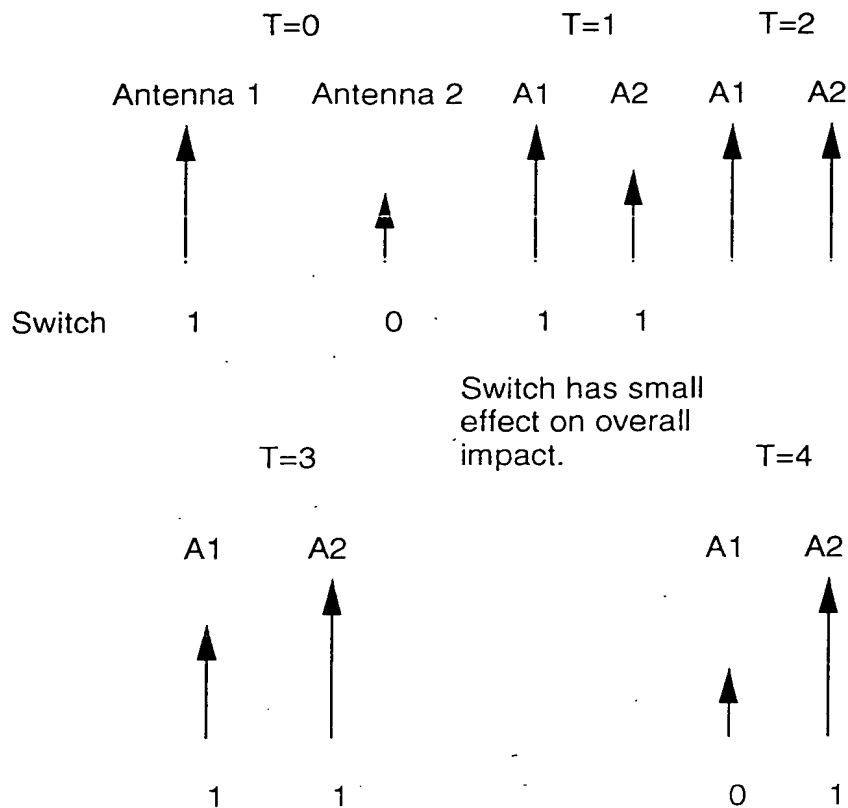 T=0 T=1 T=2
Antenna 1 Antenna 2 A1 A2 A1 A2
Switch 1 0 1 1
Switch has small
effect on overall
impact.
T=3 T=4
A1 A2 A1 A2
1 1 0 1